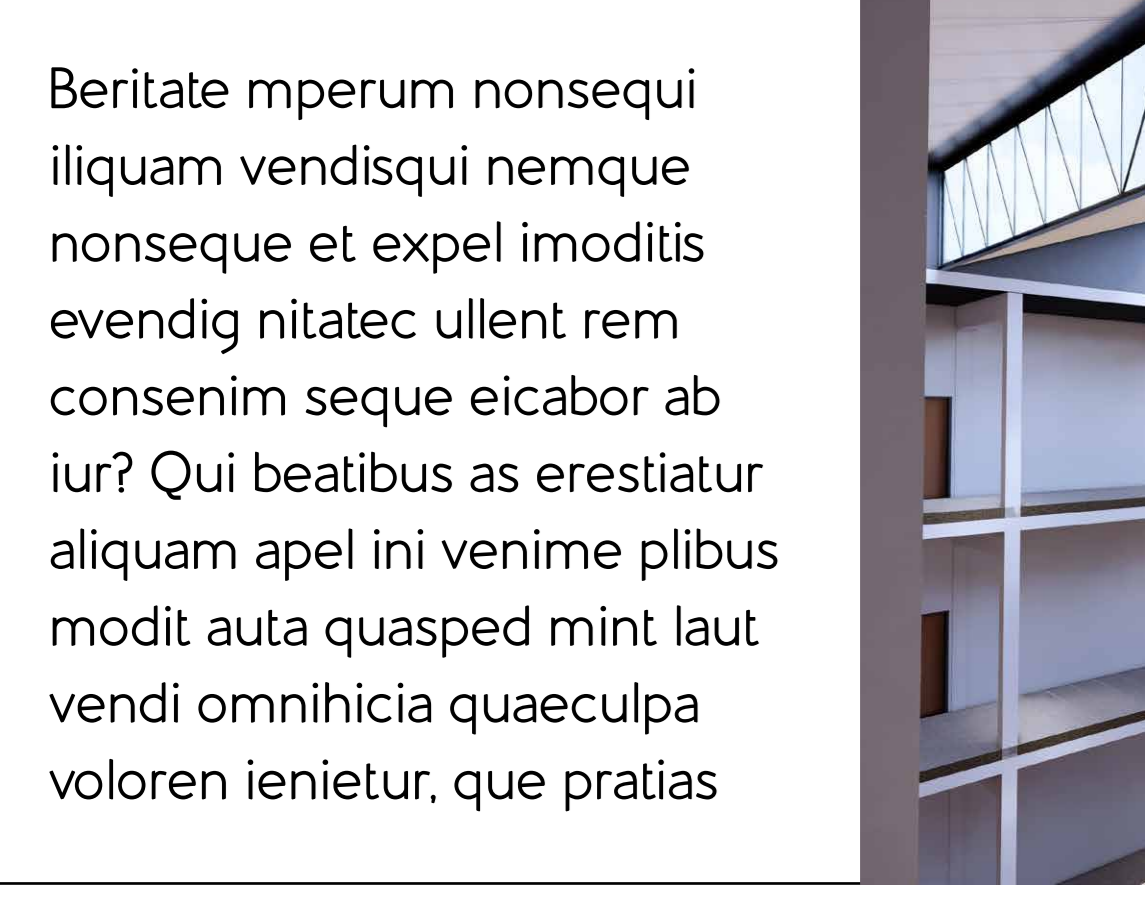 Beritate mperum nonsequi
iliquam vendisqui nemque
nonseque et expel imoditis
evendig nitatec ullent rem
consenim seque eicabor ab
iur? Qui beatibus as erestiatur
aliquam apel ini venime plibus
modit auta quasped mint laut
vendi omnihicia quaeculpa
voloren ienietur, que pratias